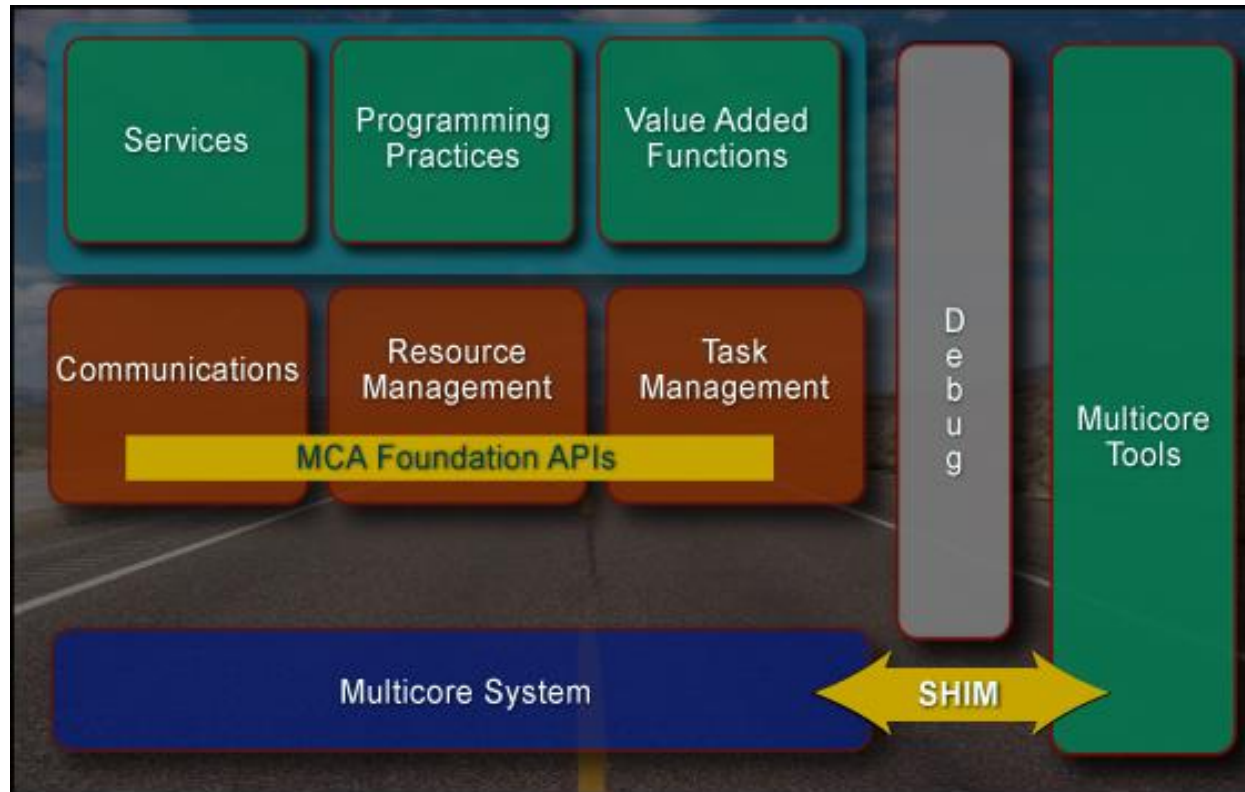 Services
Programming
Practices
Value Added
Functions
Communications
Resource
Management
Task
Management
MCA Foundation APIs
Debug
Multicore
Tools
Multicore System
SHIM